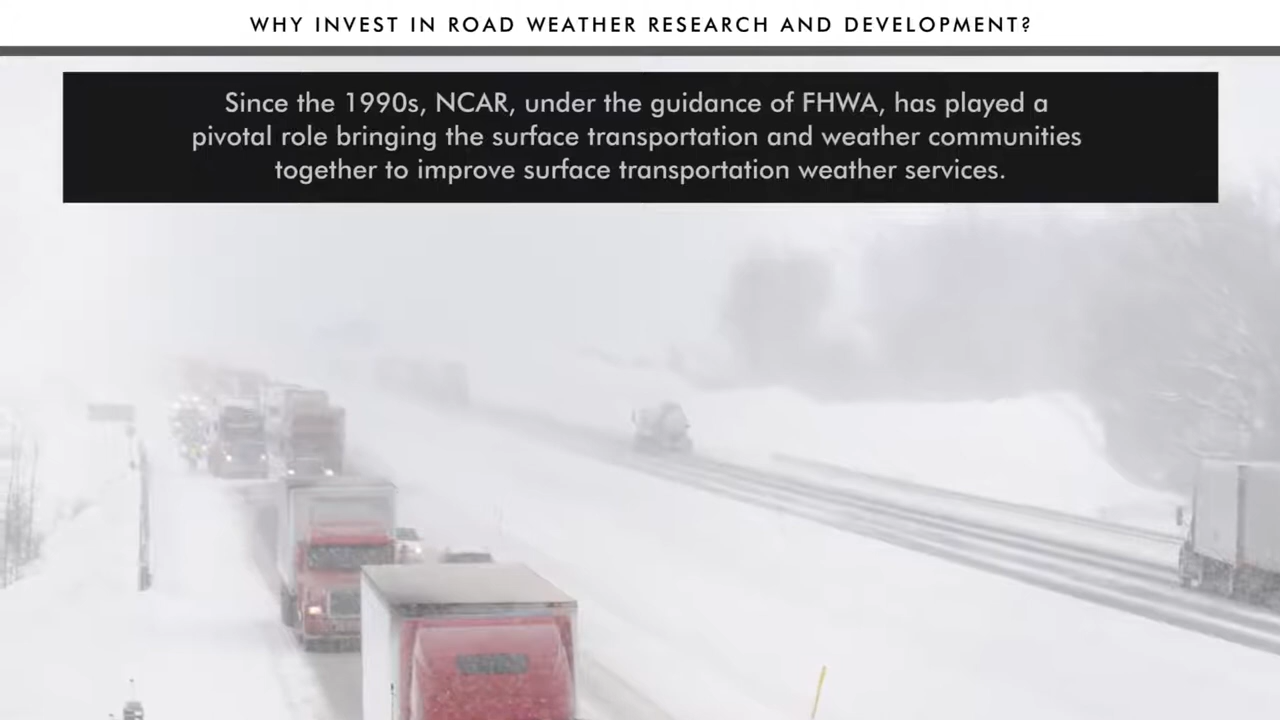 WHY INVEST IN ROAD WEATHER RESEARCH AND DEVELOPMENT?
Since the 1990s, NCAR, under the guidance of FHWA, has played a
pivotal role bringing the surface transportation and weather communities
together to improve surface transportation weather services.